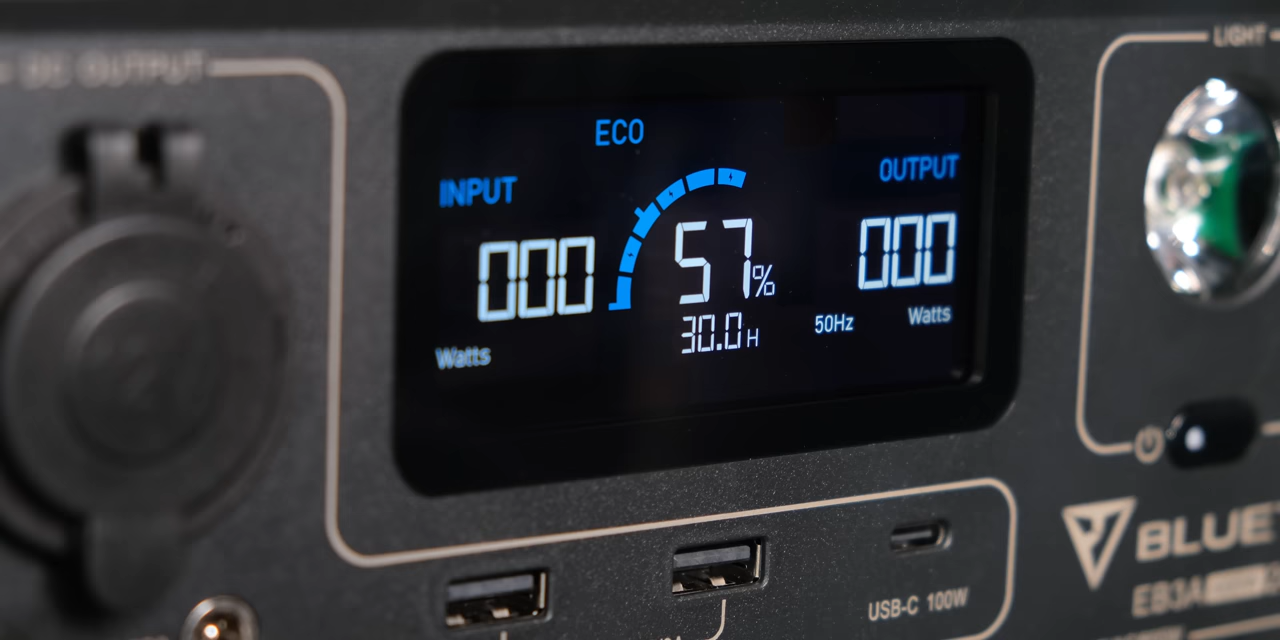 DC OUTPUT
LIGHT
ECO
INPUT
OUTPUT
000
57%
000
30.0H
50Hz
Watts
Watts
BLUE
EB3A
USB-C 100W